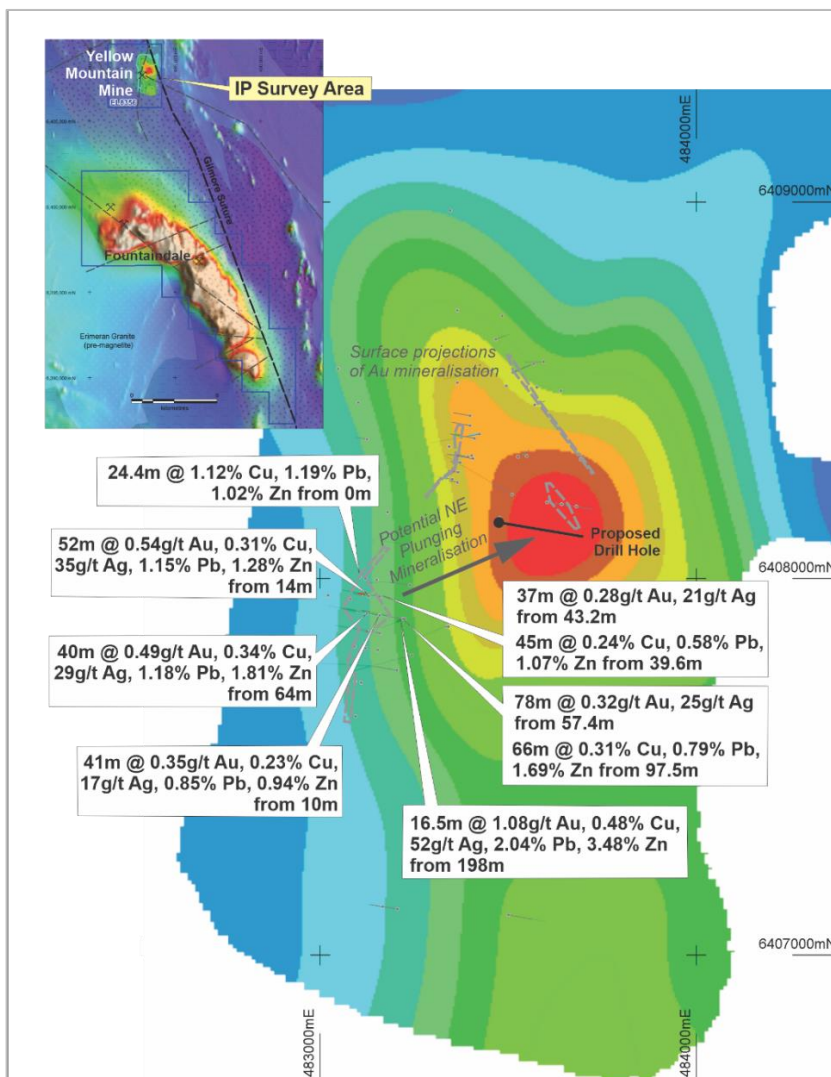 Yellow
Mountain
Mine
IP Survey Area
Gilmore Suture
Fountaindale
Erimeran Granite
(pre-magnetite)
kilometres
484000mE
6409000mN
Surface projections
of Au mineralisation
24.4m @ 1.12% Cu, 1.19% Pb,
1.02% Zn from 0m
Potential NE
Plunging
Mineralisation
Proposed
Drill Hole
52m @ 0.54g/t Au, 0.31% Cu,
35g/t Ag, 1.15% Pb, 1.28% Zn
from 14m
6408000mN
37m @ 0.28g/t Au, 21g/t Ag
from 43.2m
45m @ 0.24% Cu, 0.58% Pb,
1.07% Zn from 39.6m
40m @ 0.49g/t Au, 0.34% Cu,
29g/t Ag, 1.18% Pb, 1.81% Zn
from 64m
78m @ 0.32g/t Au, 25g/t Ag
from 57.4m
66m @ 0.31% Cu, 0.79% Pb,
1.69% Zn from 97.5m
41m @ 0.35g/t Au, 0.23% Cu,
17g/t Ag, 0.85% Pb, 0.94% Zn
from 10m
16.5m @ 1.08g/t Au, 0.48% Cu,
52g/t Ag, 2.04% Pb, 3.48% Zn
from 198m
6407000mN
483000mE
484000mE